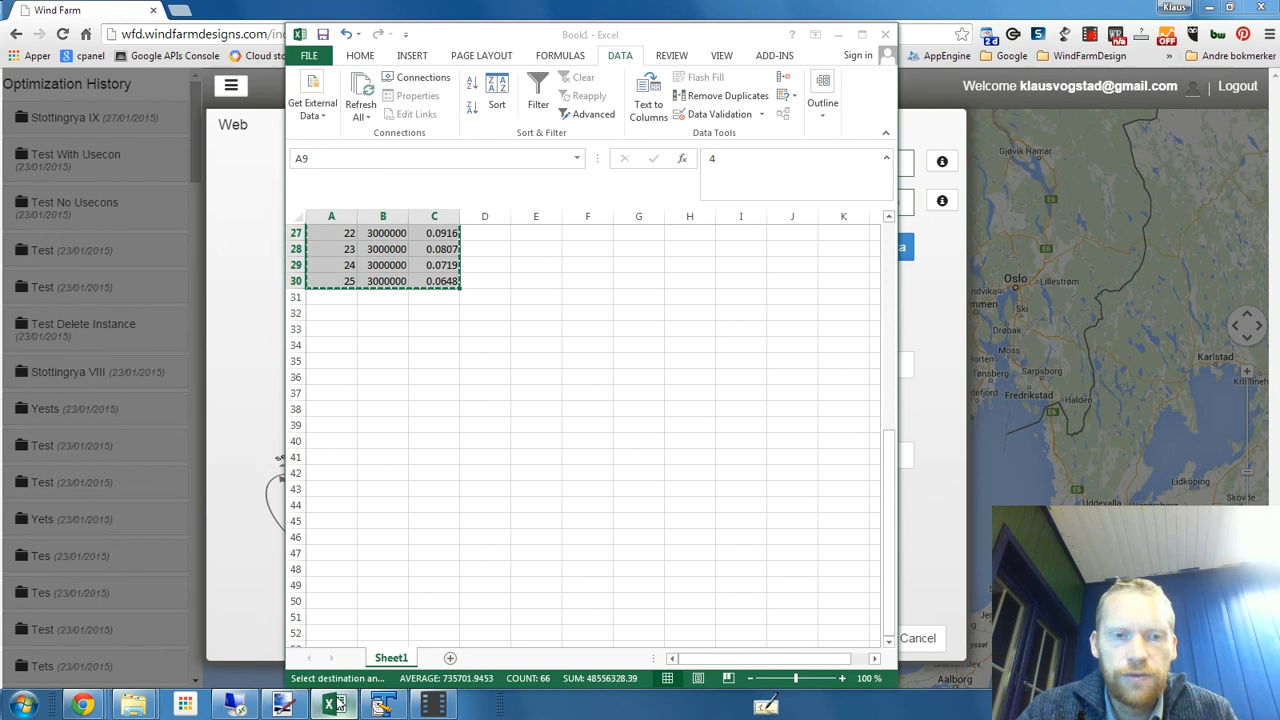 Wind Farm
Klaus
wfd.windfarmdesigns.com/in
Book1 - Excel
Apper
Google
cpanel
Google APIs Console
AppEngine
Google
WindFarmDesign
»
Andre bokmerker
FILE
HOME
INSERT
PAGE LAYOUT
FORMULAS
DATA
REVIEW
VIEW
ADD-INS
Sign in
Optimization History
Welcome klausvogstad@gmail.com
Logout
Get External
Data
Refresh
All
Connections
Properties
Edit Links
Connections
Sort
Filter
Clear
Reapply
Advanced
Sort & Filter
Text to
Columns
Flash Fill
Remove Duplicates
Data Validation
Data Tools
Outline
Web
A9
4
A B C D E F G H I J K
27 22 3000000 0.0916
28 23 3000000 0.0807
29 24 3000000 0.0719
30 25 3000000 0.0648
31
32
33
34
35
36
37
38
39
40
41
42
43
44
45
46
47
48
49
50
51
52
Stottingrya IX (27/01/2015)
Test With Usecon
(23/01/2015)
Test No Usecons
(23/01/2015)
Test (23/01/2015)
Test (23/01/2015)
Test Delete Instance
(23/01/2015)
Stottingrya VIII (23/01/2015)
Yests (23/01/2015)
Test (23/01/2015)
Test (23/01/2015)
Yets (23/01/2015)
Tes (23/01/2015)
Tes (23/01/2015)
Test (23/01/2015)
Tets (23/01/2015)
Gjøvik Hamar
E6
Oslo
Lillestrøm
Ski
Drøbak
Moss
Tønsberg
Sarpsborg
Fredrikstad
Halden
E6
Karlstad
Lidköping
Uddevalla
E6
Cancel
Sheet1
Select destination an...
AVERAGE: 735701.9453
COUNT: 66
SUM: 48556328.39
100 %